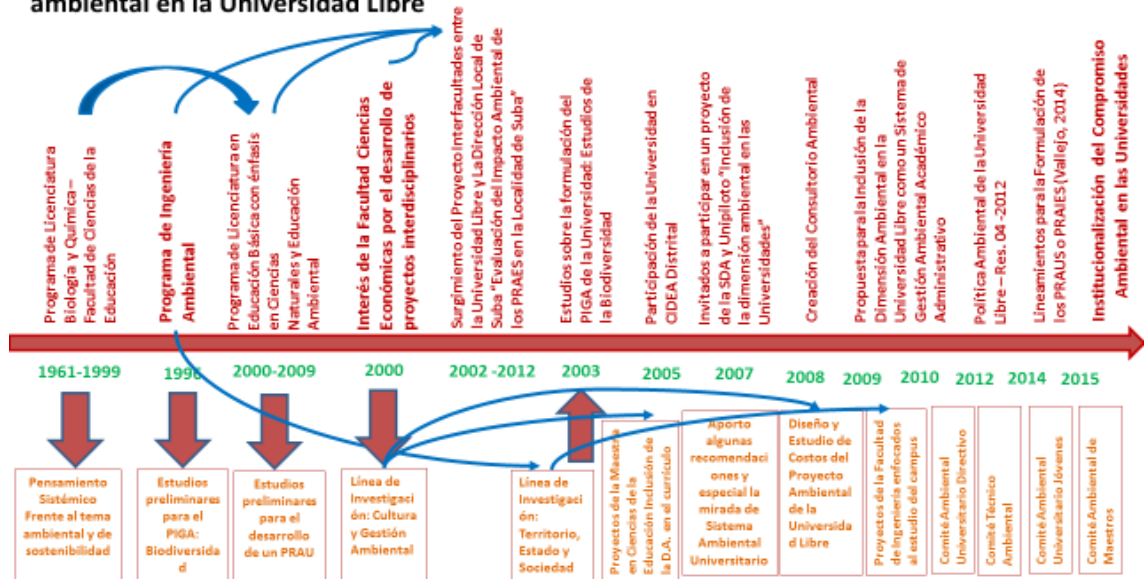 ambiental en la Universidad Libre
Programa de Licenciatura
Biología y Química –
Facultad de Ciencias de la
Educación
Programa de Ingeniería
Ambiental
Programa de Licenciatura en
Educación Básica con énfasis
en Ciencias
Naturales y Educación
Ambiental
Interés de la Facultad Ciencias
Económicas por el desarrollo de
proyectos interdisciplinarios
Surgimiento del Proyecto Interfacultades entre
la Universidad Libre y La Dirección Local de
Suba "Evaluación del Impacto Ambiental de
los PRAES en la Localidad de Suba"
Estudios sobre la formulación del
PIGA de la Universidad: Estudios de
la Biodiversidad
Participación de la Universidad en
CIDEA Distrital
Invitados a participar en un proyecto
de la SDA y Unipiloto "Inclusión de
la dimensión ambiental en las
Universidades"
Creación del Consultorio Ambiental
Propuesta para la Inclusión de la
Dimensión Ambiental en la
Universidad Libre como un Sistema de
Gestión Ambiental Académico
Administrativo
Política Ambiental de la Universidad
Libre – Res. 04 -2012
Lineamientos para la Formulación de
los PRAUS o PRAIES (Vallejo, 2014)
Institucionalización del Compromiso
Ambiental en las Universidades
1961-1999
1996
2000-2009
2000
2002 -2012
2003
2005
2007
2008
2009
2010
2012
2014
2015
Pensamiento
Sistémico
Frente al tema
ambiental y de
sostenibilidad
Estudios
preliminares
para el
PIGA:
Biodiversida
d
Estudios
preliminares
para el
desarrollo
de un PRAU
Línea de
Investigaci
ón: Cultura
y Gestión
Ambiental
Línea de
Investigaci
ón:
Territorio,
Estado y
Sociedad
Proyectos de la Maestría
en Ciencias de la
Educación Inclusión de
la D.A. en el currículo
Aporto
algunas
recomendaci
ones y
especial la
mirada de
Sistema
Ambiental
Universitario
Diseño y
Estudio de
Costos del
Proyecto
Ambiental
de la
Universida
d Libre
Proyectos de la Facultad
de Ingeniería enfocados
al estudio del campus
Comité Ambiental
Universitario Directivo
Comité Técnico
Ambiental
Comité Ambiental
Universitario Jóvenes
Comité Ambiental de
Maestros